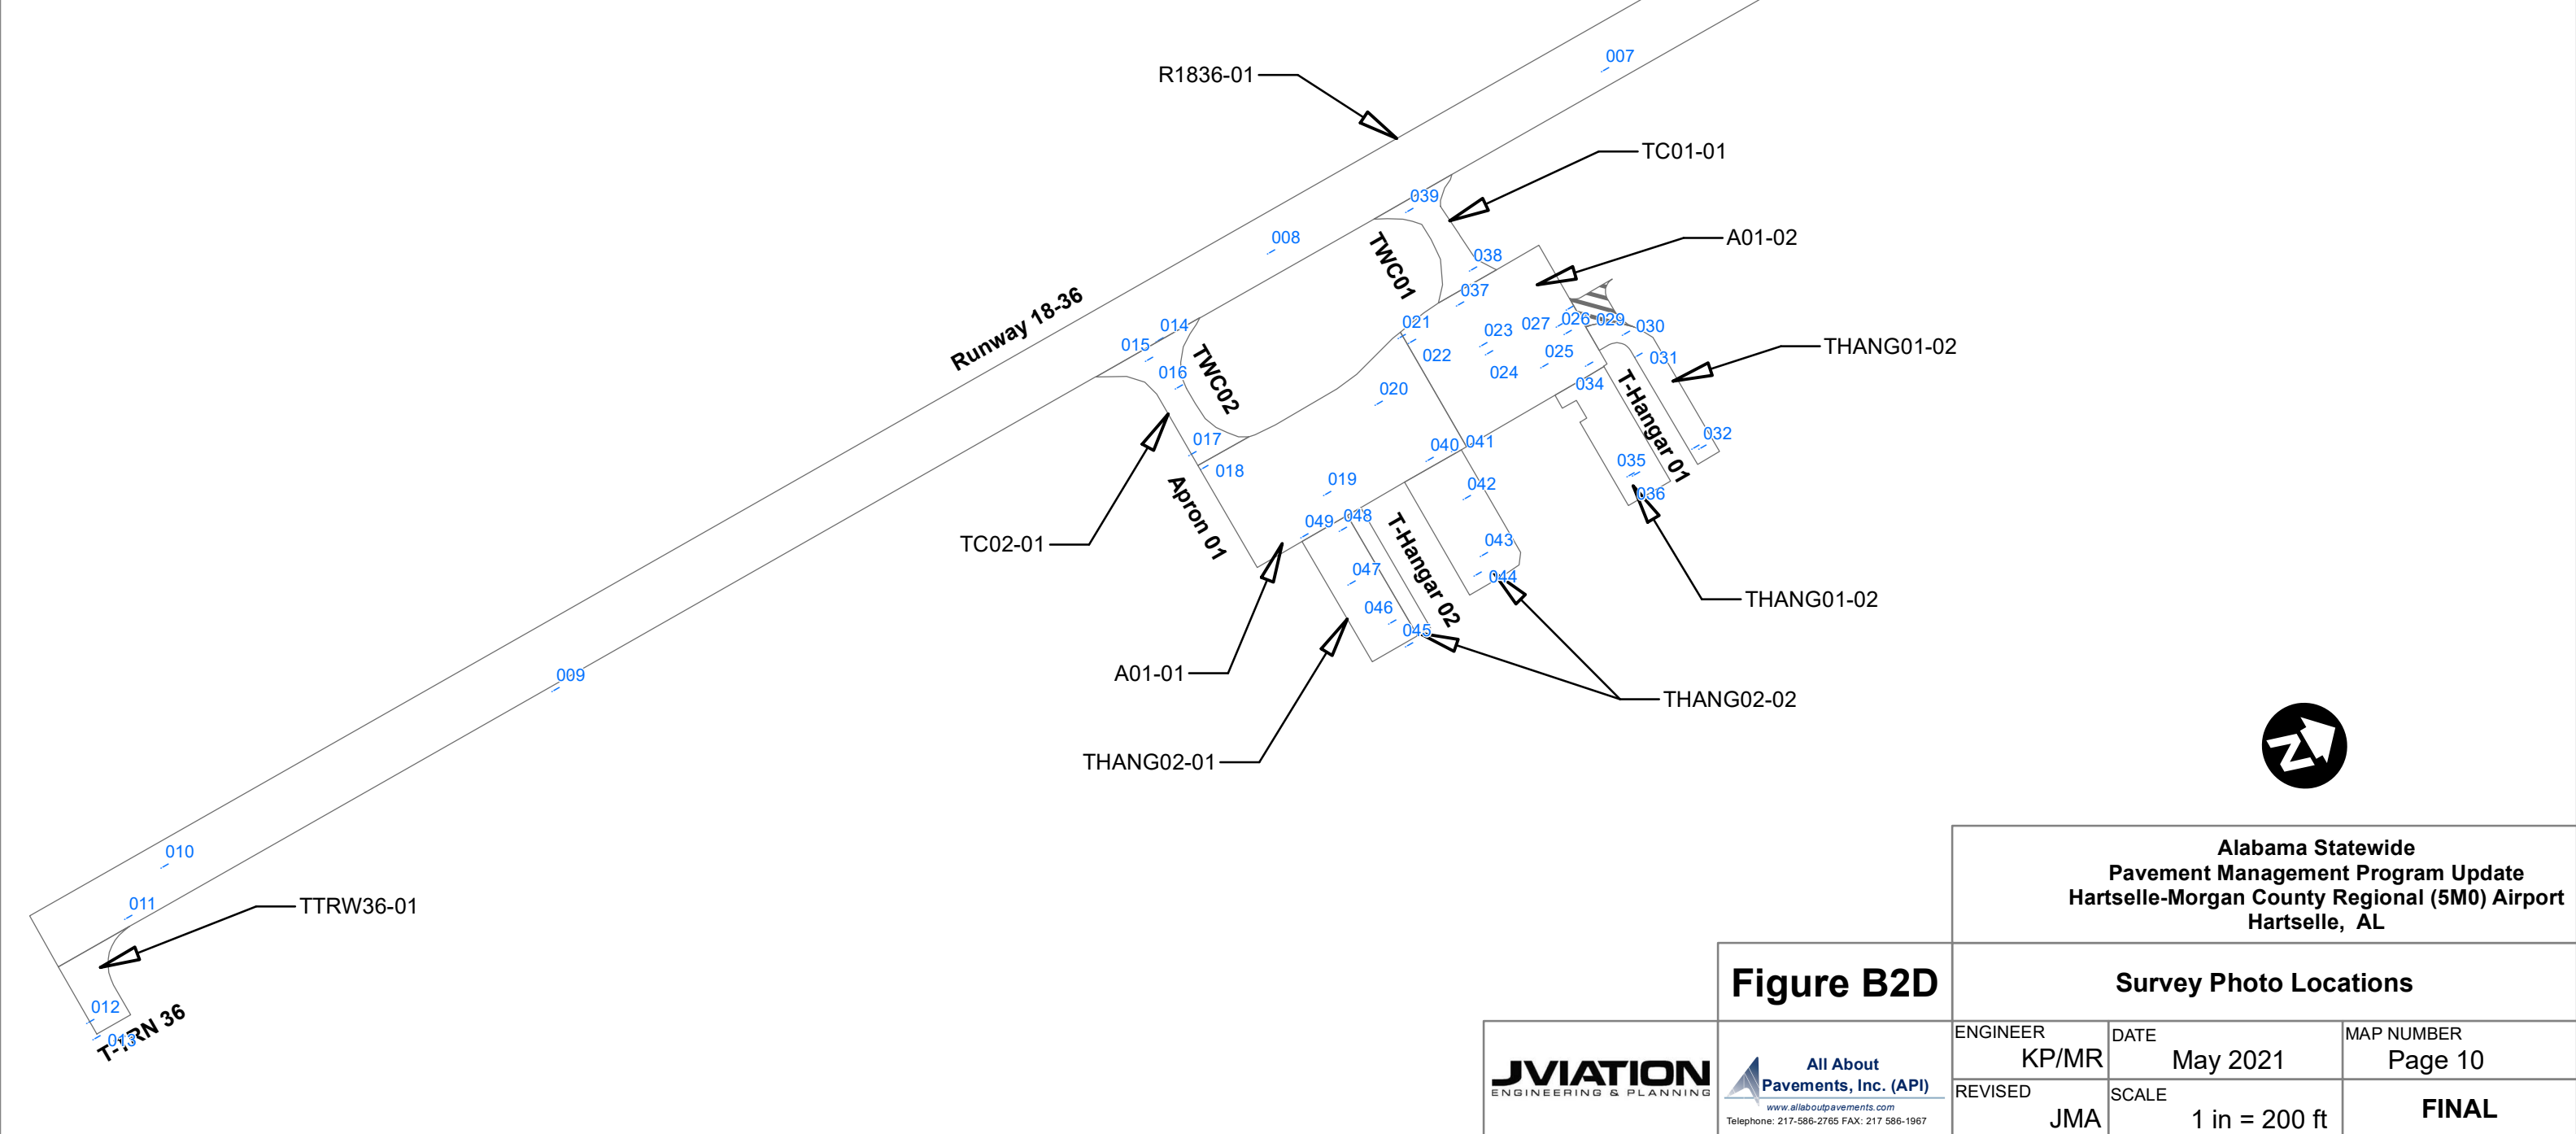 007
R1836-01
TC01-01
039
008
A01-02
038
TWC01
037
Runway 18-36
014
021
023
027
026
029
030
015
022
025
031
THANG01-02
016
TWC02
024
034
020
T-Hangar 01
017
040
041
032
018
035
019
042
036
Apron 01
049
048
T-Hangar 02
TC02-01
043
047
044
046
THANG01-02
045
A01-01
009
THANG02-02
THANG02-01
N
010
011
TTRW36-01
012
013
Alabama Statewide
Pavement Management Program Update
Hartselle-Morgan County Regional (5M0) Airport
Hartselle, AL
Figure B2D
Survey Photo Locations
JVIATION
ENGINEERING & PLANNING
All About
Pavements, Inc. (API)
www.allaboutpavements.com
Telephone: 217-586-2765 FAX: 217 586-1967
ENGINEER
KP/MR
DATE
May 2021
MAP NUMBER
Page 10
REVISED
JMA
SCALE
1 in = 200 ft
FINAL